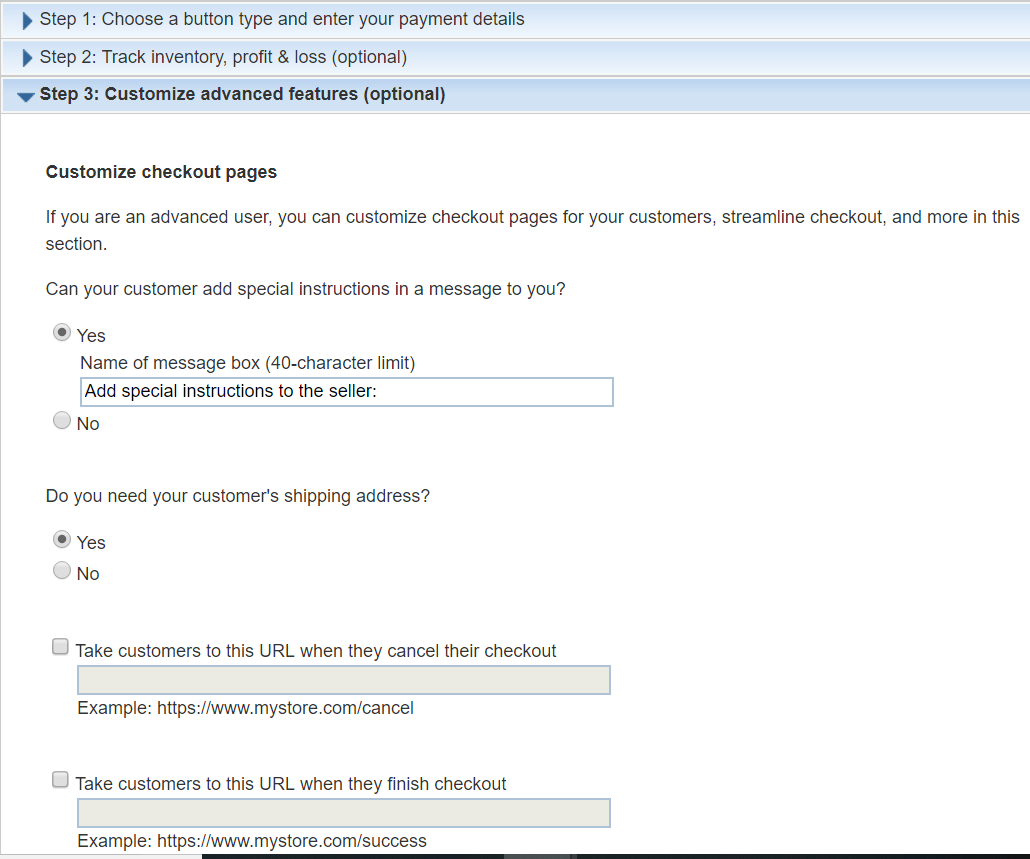 Step 1: Choose a button type and enter your payment details
Step 2: Track inventory, profit & loss (optional)
Step 3: Customize advanced features (optional)
Customize checkout pages
If you are an advanced user, you can customize checkout pages for your customers, streamline checkout, and more in this
section.
Can your customer add special instructions in a message to you?
Yes
Name of message box (40-character limit)
Add special instructions to the seller:
No
Do you need your customer's shipping address?
Yes
No
Take customers to this URL when they cancel their checkout
Example: https://www.mystore.com/cancel
Take customers to this URL when they finish checkout
Example: https://www.mystore.com/success